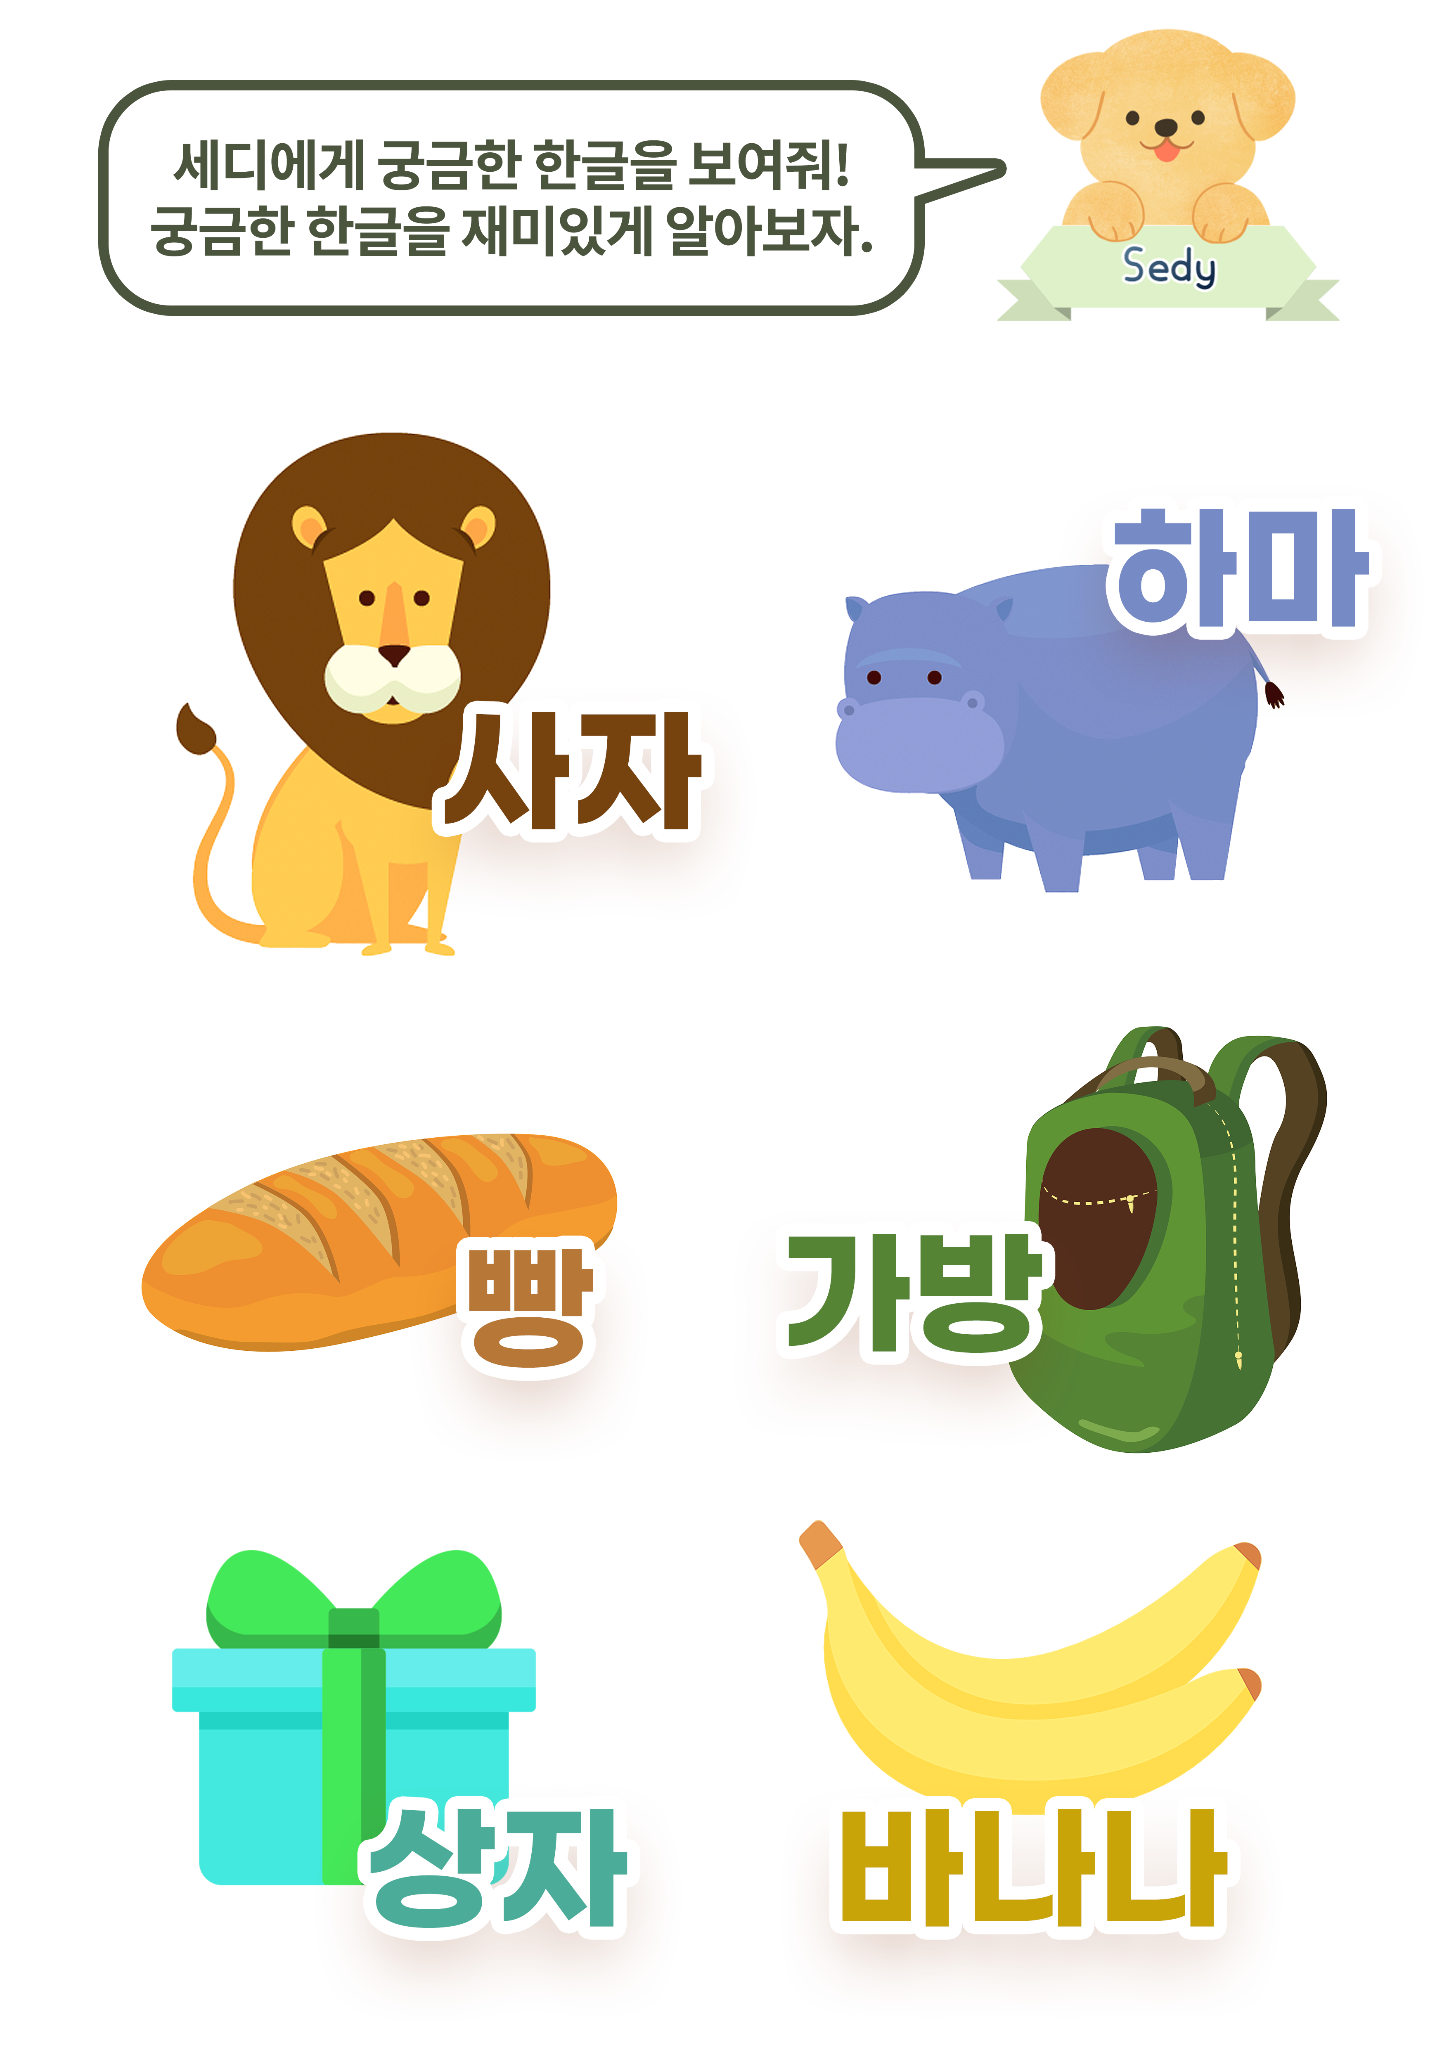 세디에게 궁금한 한글을 보여줘!
궁금한 한글을 재미있게 알아보자.
Sedy
사자
하마
빵
가방
상자
바나나